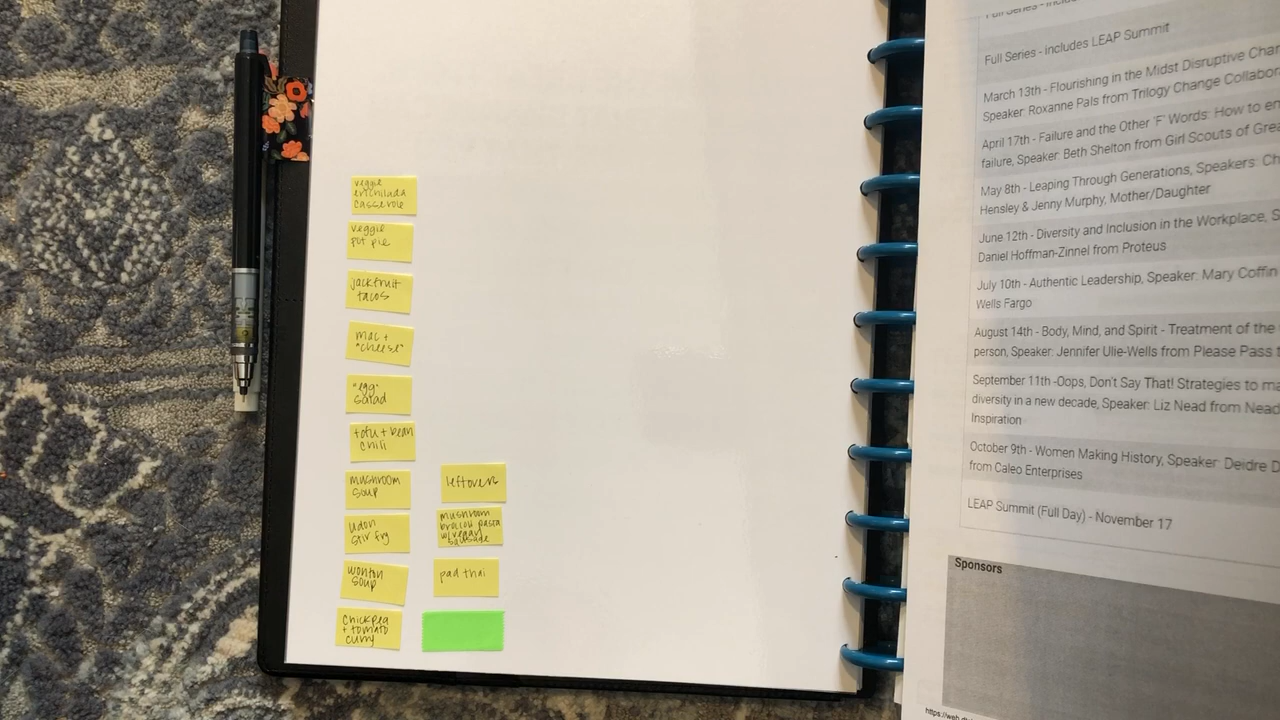 veggie
enchilada
casserole
veggie
pot pie
jackfruit
tacos
mac +
"cheese"
"egg"
salad
tofu + bean
chili
mushroom
soup
udon
stir fry
wonton
soup
chickpea
+ tomato
curry
leftovers
mushroom
brocloli pasta
w/veggie
sausage
pad thai
Full Series - includes LEAP Summit
March 13th - Flourishing in the Midst Disruptive
Speaker: Roxanne Pals from Trilogy Change
April 17th - Failure and the Other 'F' Words: How to
failure, Speaker: Beth Shelton from Girl Scouts of
May 8th - Leaping Through Generations, Speakers:
Hensley & Jenny Murphy, Mother/Daughter
June 12th - Diversity and Inclusion in the Workplace,
Daniel Hoffman-Zinnel from Proteus
July 10th - Authentic Leadership, Speaker: Mary Coffin
Wells Fargo
August 14th - Body, Mind, and Spirit - Treatment of the
person, Speaker: Jennifer Ulie-Wells from Please Pass
September 11th -Oops, Don't Say That! Strategies to
diversity in a new decade, Speaker: Liz Nead from
Inspiration
October 9th - Women Making History, Speaker: Deidre
from Caleo Enterprises
LEAP Summit (Full Day) - November 17
Sponsors